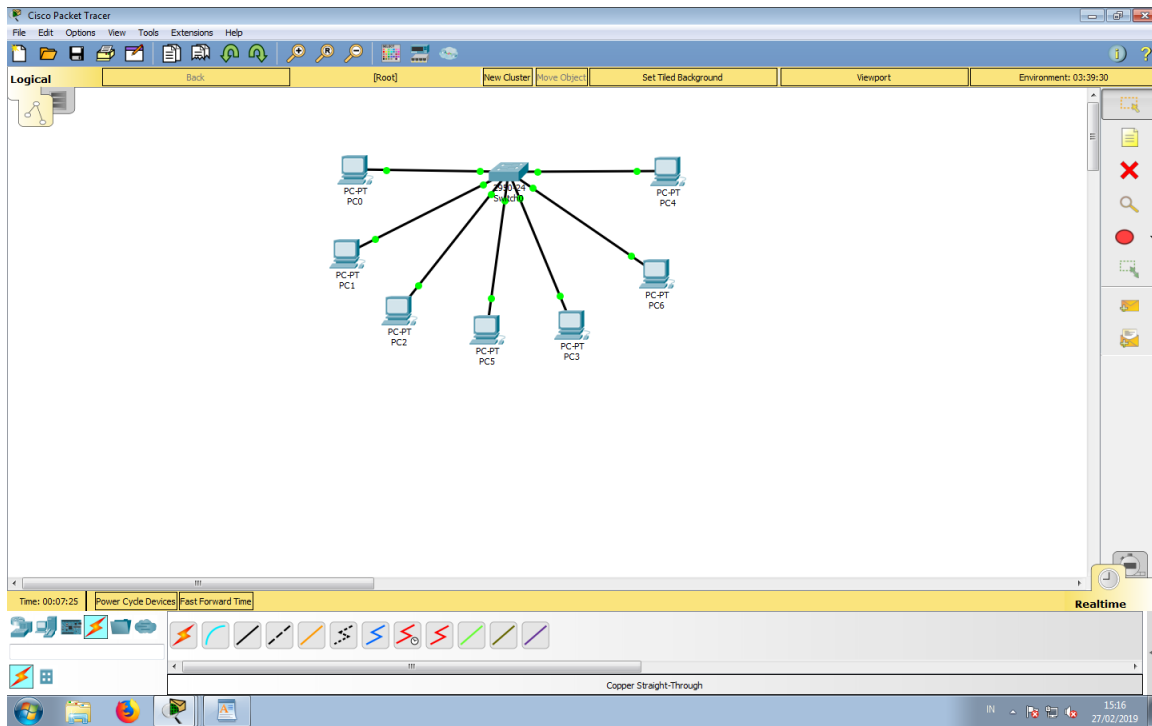 Cisco Packet Tracer
File Edit Options View Tools Extensions Help
Logical Back [Root] New Cluster Move Object Set Tiled Background Viewport Environment: 03:39:30
PC-PT
PC0
2950-24
Switch0
PC-PT
PC4
PC-PT
PC1
PC-PT
PC6
PC-PT
PC2
PC-PT
PC5
PC-PT
PC3
Time: 00:07:25 Power Cycle Devices Fast Forward Time
Realtime
Copper Straight-Through
IN
15:16
27/02/2019